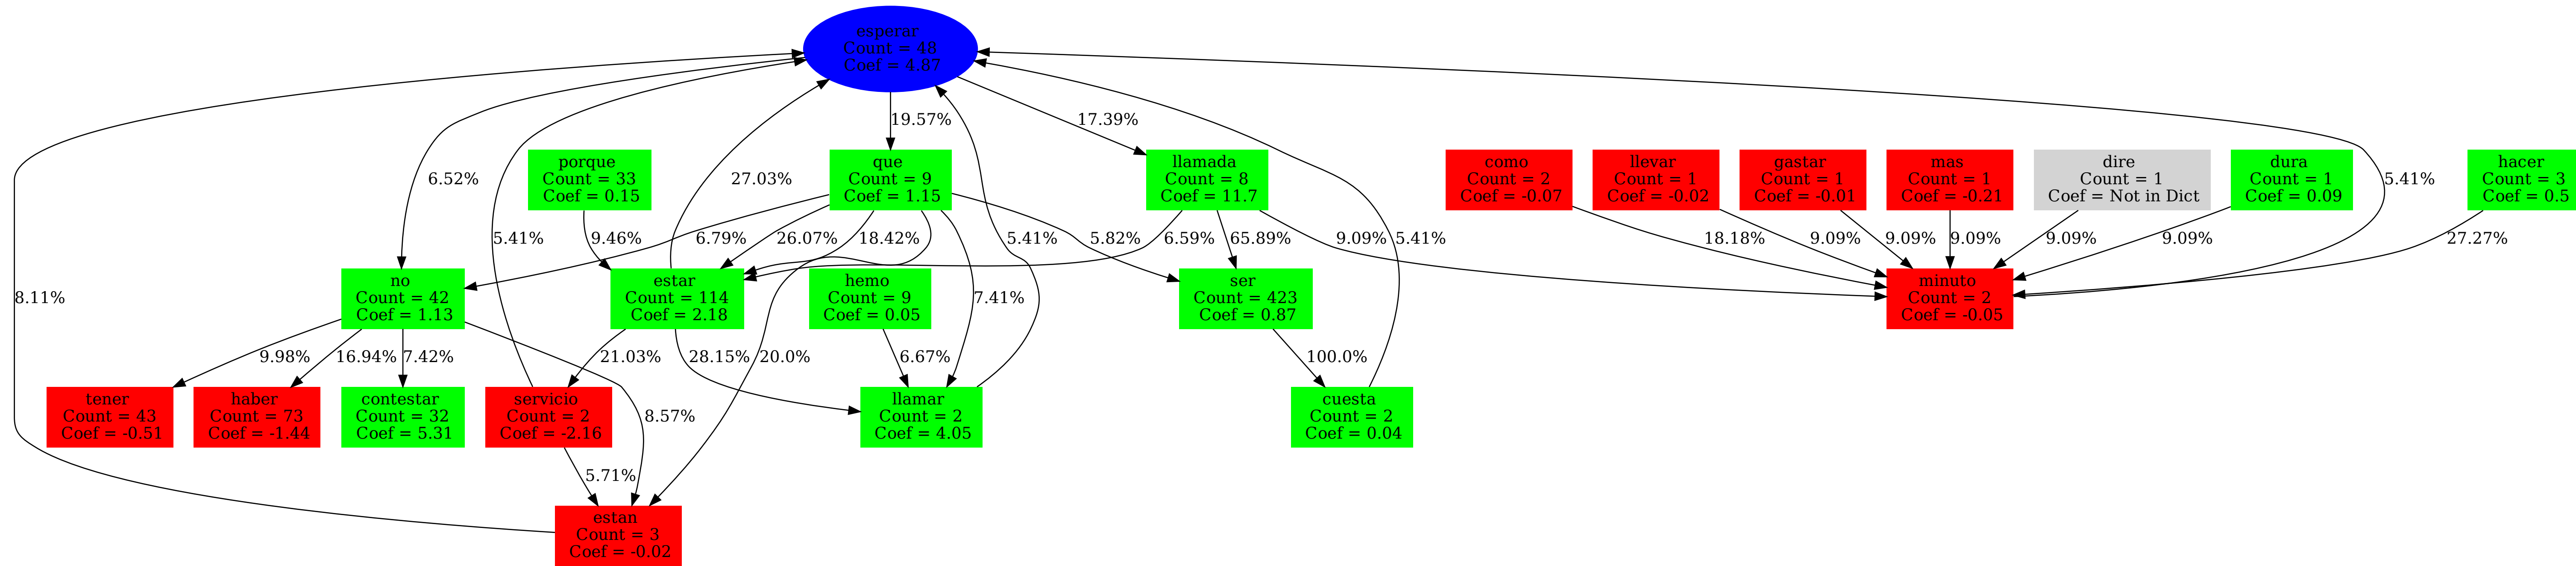 esperar
Count = 48
Coef = 4.87
19.57%
17.39%
6.52%
27.03%
5.41%
porque
Count = 33
Coef = 0.15
que
Count = 9
Coef = 1.15
llamada
Count = 8
Coef = 11.7
como
Count = 2
Coef = -0.07
llevar
Count = 1
Coef = -0.02
gastar
Count = 1
Coef = -0.01
mas
Count = 1
Coef = -0.21
dire
Count = 1
Coef = Not in Dict
dura
Count = 1
Coef = 0.09
hacer
Count = 3
Coef = 0.5
5.41%
9.46%
6.79%
26.07%
18.42%
5.41%
5.82%
6.59%
65.89%
9.09%
5.41%
18.18%
9.09%
9.09%
9.09%
9.09%
9.09%
27.27%
8.11%
no
Count = 42
Coef = 1.13
estar
Count = 114
Coef = 2.18
hemo
Count = 9
Coef = 0.05
7.41%
ser
Count = 423
Coef = 0.87
minuto
Count = 2
Coef = -0.05
9.98%
16.94%
7.42%
21.03%
28.15%
20.0%
6.67%
100.0%
tener
Count = 43
Coef = -0.51
haber
Count = 73
Coef = -1.44
contestar
Count = 32
Coef = 5.31
servicio
Count = 2
Coef = -2.16
8.57%
llamar
Count = 2
Coef = 4.05
cuesta
Count = 2
Coef = 0.04
5.71%
estan
Count = 3
Coef = -0.02